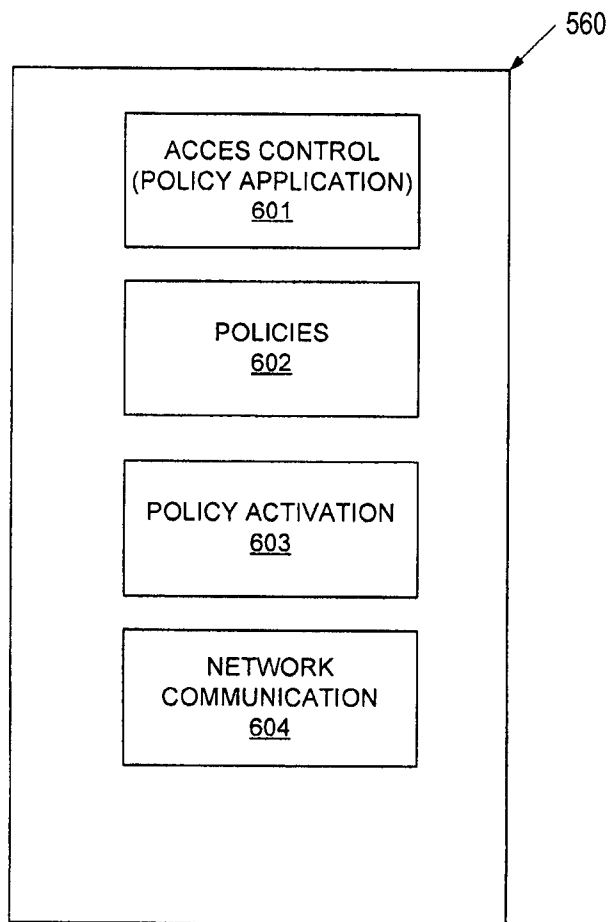 560
ACCES CONTROL
(POLICY APPLICATION)
601
POLICIES
602
POLICY ACTIVATION
603
NETWORK
COMMUNICATION
604